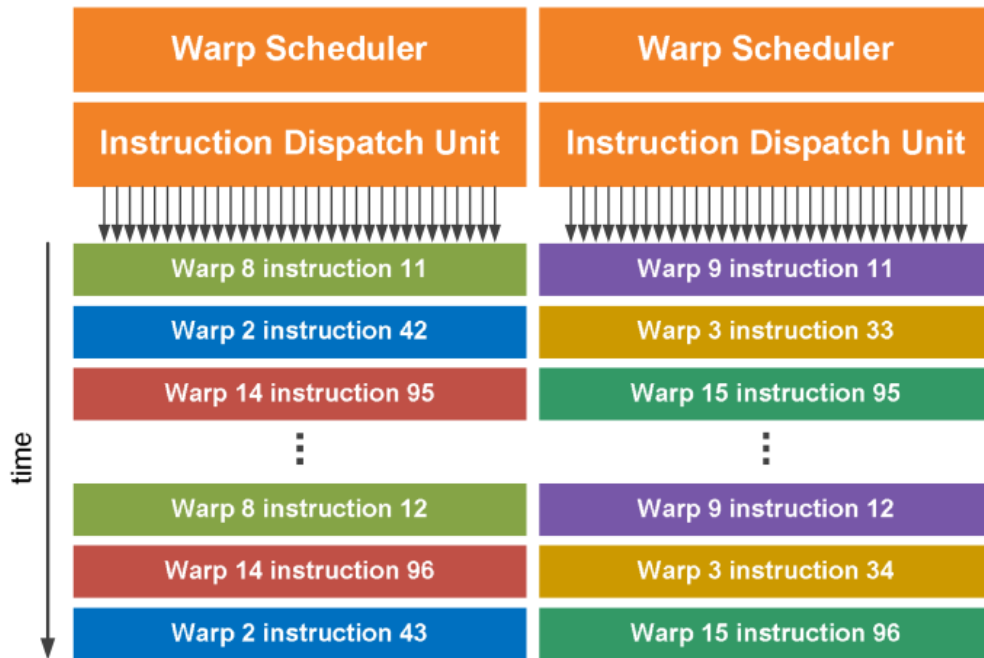 Warp Scheduler
Warp Scheduler
Instruction Dispatch Unit
Instruction Dispatch Unit
time
Warp 8 instruction 11
Warp 9 instruction 11
Warp 2 instruction 42
Warp 3 instruction 33
Warp 14 instruction 95
Warp 15 instruction 95
Warp 8 instruction 12
Warp 9 instruction 12
Warp 14 instruction 96
Warp 3 instruction 34
Warp 2 instruction 43
Warp 15 instruction 96